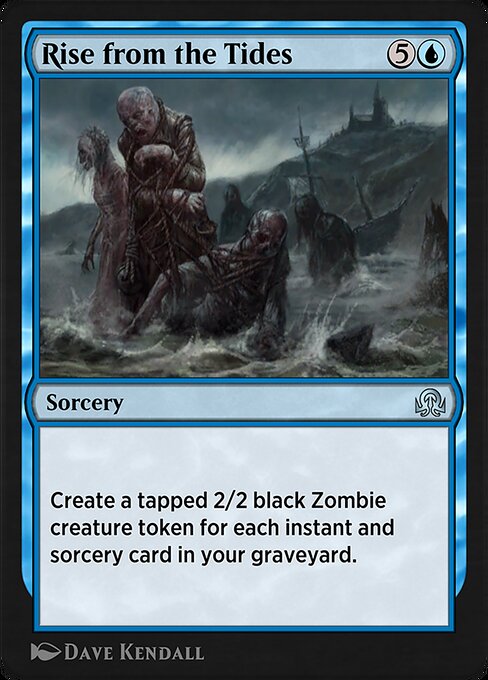 Rise from the Tides 5
Sorcery
Create a tapped 2/2 black Zombie
creature token for each instant and
sorcery card in your graveyard.
DAVE KENDALL